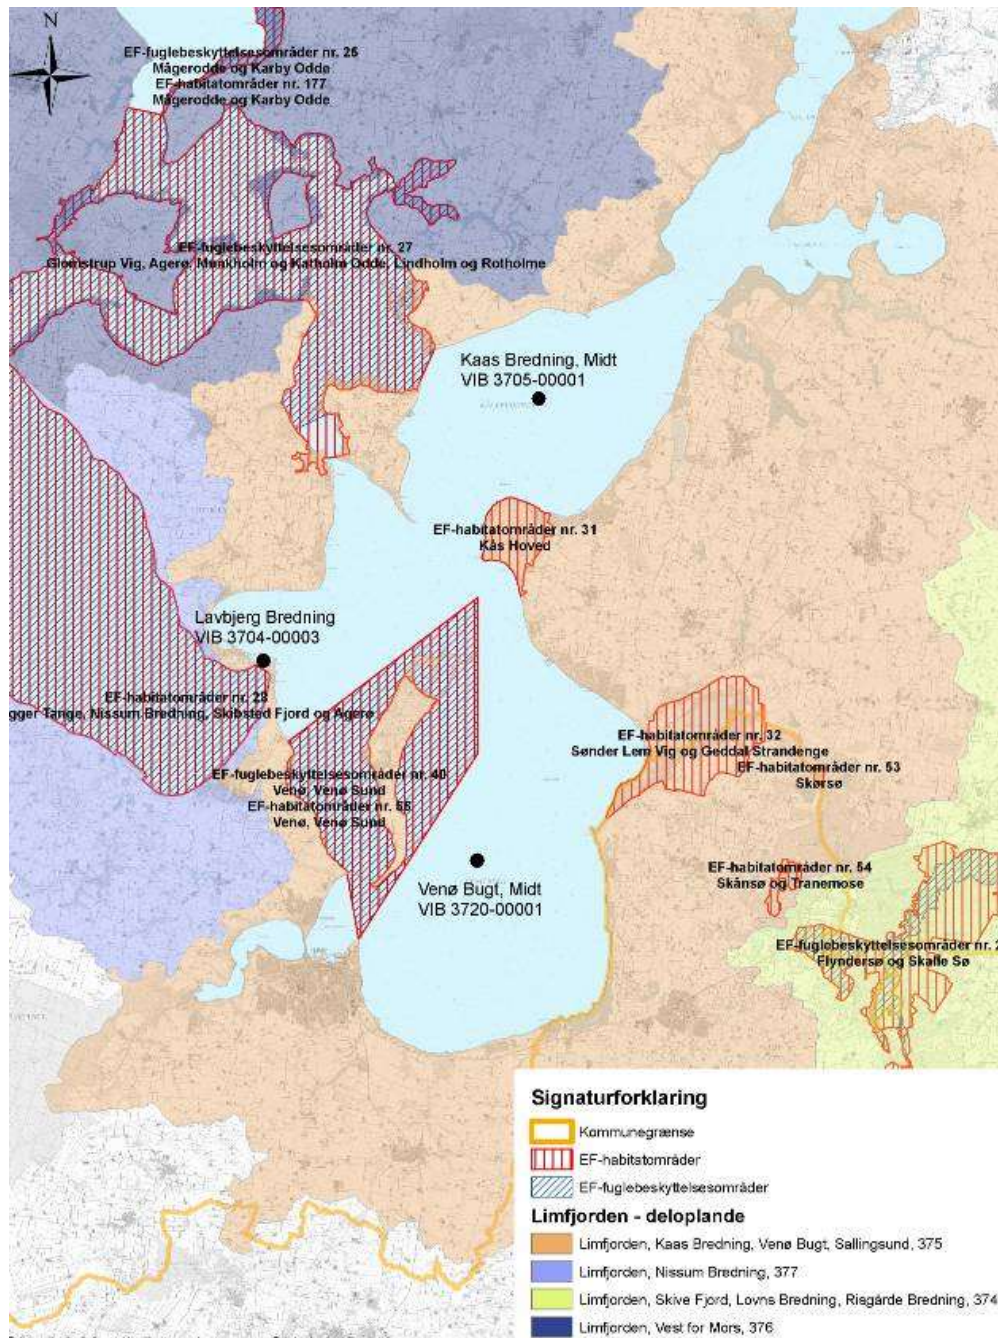 N
EF-fuglebeskyttelsesområder nr. 25
Mågerodde og Karby Odde
EF-habitatområder nr. 177
Mågerodde og Karby Odde
EF-fuglebeskyttelsesområder nr. 27
Glomstrup Vig, Agerø, Munkholm og Katholm Odde, Lindholm og Rotholme
Kaas Bredning, Midt
VIB 3705-00001
EF-habitatområder nr. 31
Kås Hoved
Lavbjerg Bredning
VIB 3704-00003
EF-habitatområder nr. 28
gger Tange, Nissum Bredning, Skibsted Fjord og Agerø
EF-habitatområder nr. 32
Sønder Lem Vig og Geddal Strandenge
EF-habitatområder nr. 53
Skørsø
EF-fuglebeskyttelsesområder nr. 40
Venø, Venø Sund
EF-habitatområder nr. 55
Venø, Venø Sund
EF-habitatområder nr. 54
Skånsø og Tranemose
Venø Bugt, Midt
VIB 3720-00001
EF-fuglebeskyttelsesområder nr. 2
Flyndersø og Skalle Sø
Signaturforklaring
Kommunegrænse
EF-habitatområder
EF-fuglebeskyttelsesområder
Limfjorden - deloplande
Limfjorden, Kaas Bredning, Venø Bugt, Sallingsund, 375
Limfjorden, Nissum Bredning, 377
Limfjorden, Skive Fjord, Lovns Bredning, Risgårde Bredning, 374
Limfjorden, Vest for Mors, 376